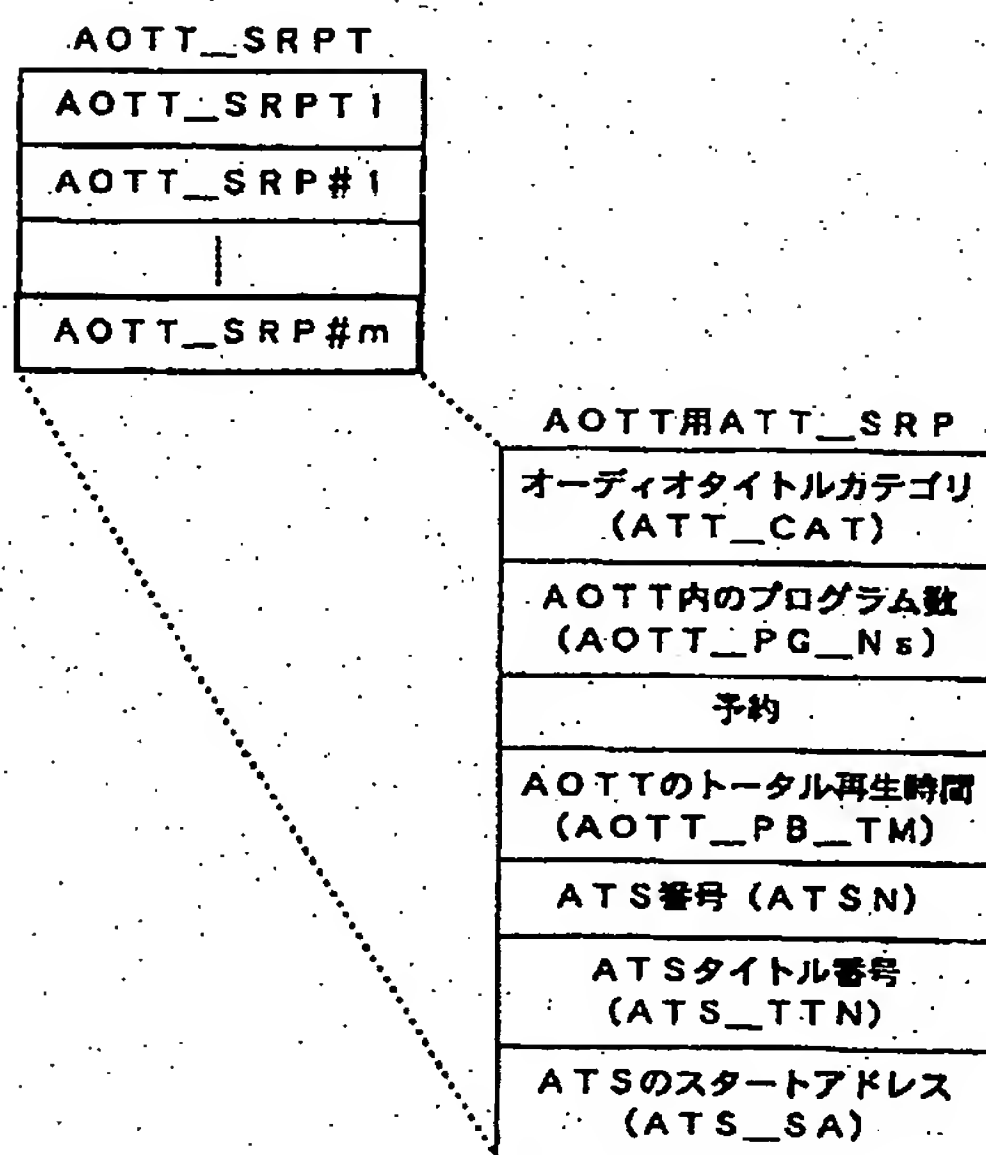 AOTT_SRPT
AOTT_SRPTI
AOTT_SRP#1
AOTT_SRP#m
AOTT用ATT_SRP
オーディオタイトルカテゴリ
(ATT_CAT)
AOTT内のプログラム数
(AOTT_PG_Ns)
予約
AOTTのトータル再生時間
(AOTT_PB_TM)
ATS番号(ATSN)
ATSタイトル番号
(ATS_TTN)
ATSのスタートアドレス
(ATS_SA)